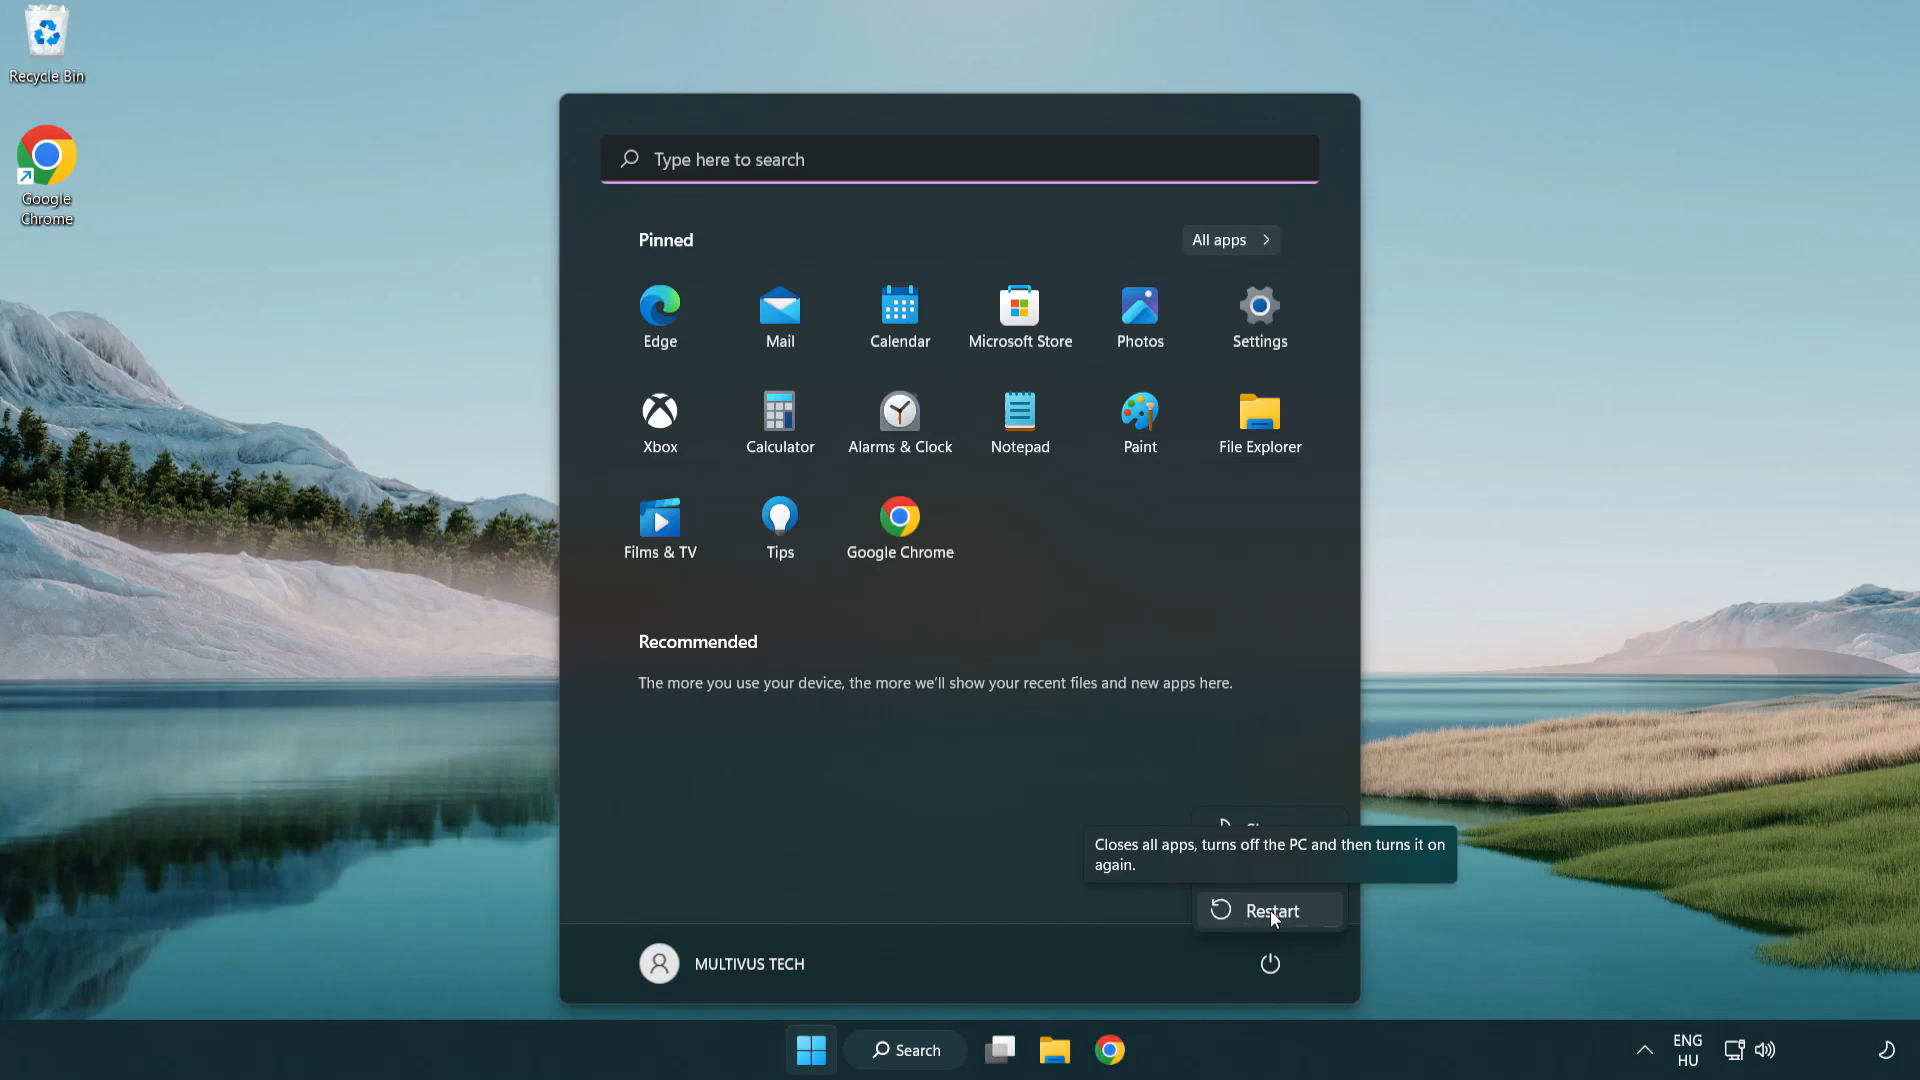 Recycle Bin
Google
Chrome
Type here to search
Pinned
All apps
Edge
Mail
Calendar
Microsoft Store
Photos
Settings
Xbox
Calculator
Alarms & Clock
Notepad
Paint
File Explorer
Films & TV
Tips
Google Chrome
Recommended
The more you use your device, the more we'll show your recent files and new apps here.
Closes all apps, turns off the PC and then turns it on
again.
Restart
MULTIVUS TECH
Search
ENG
HU